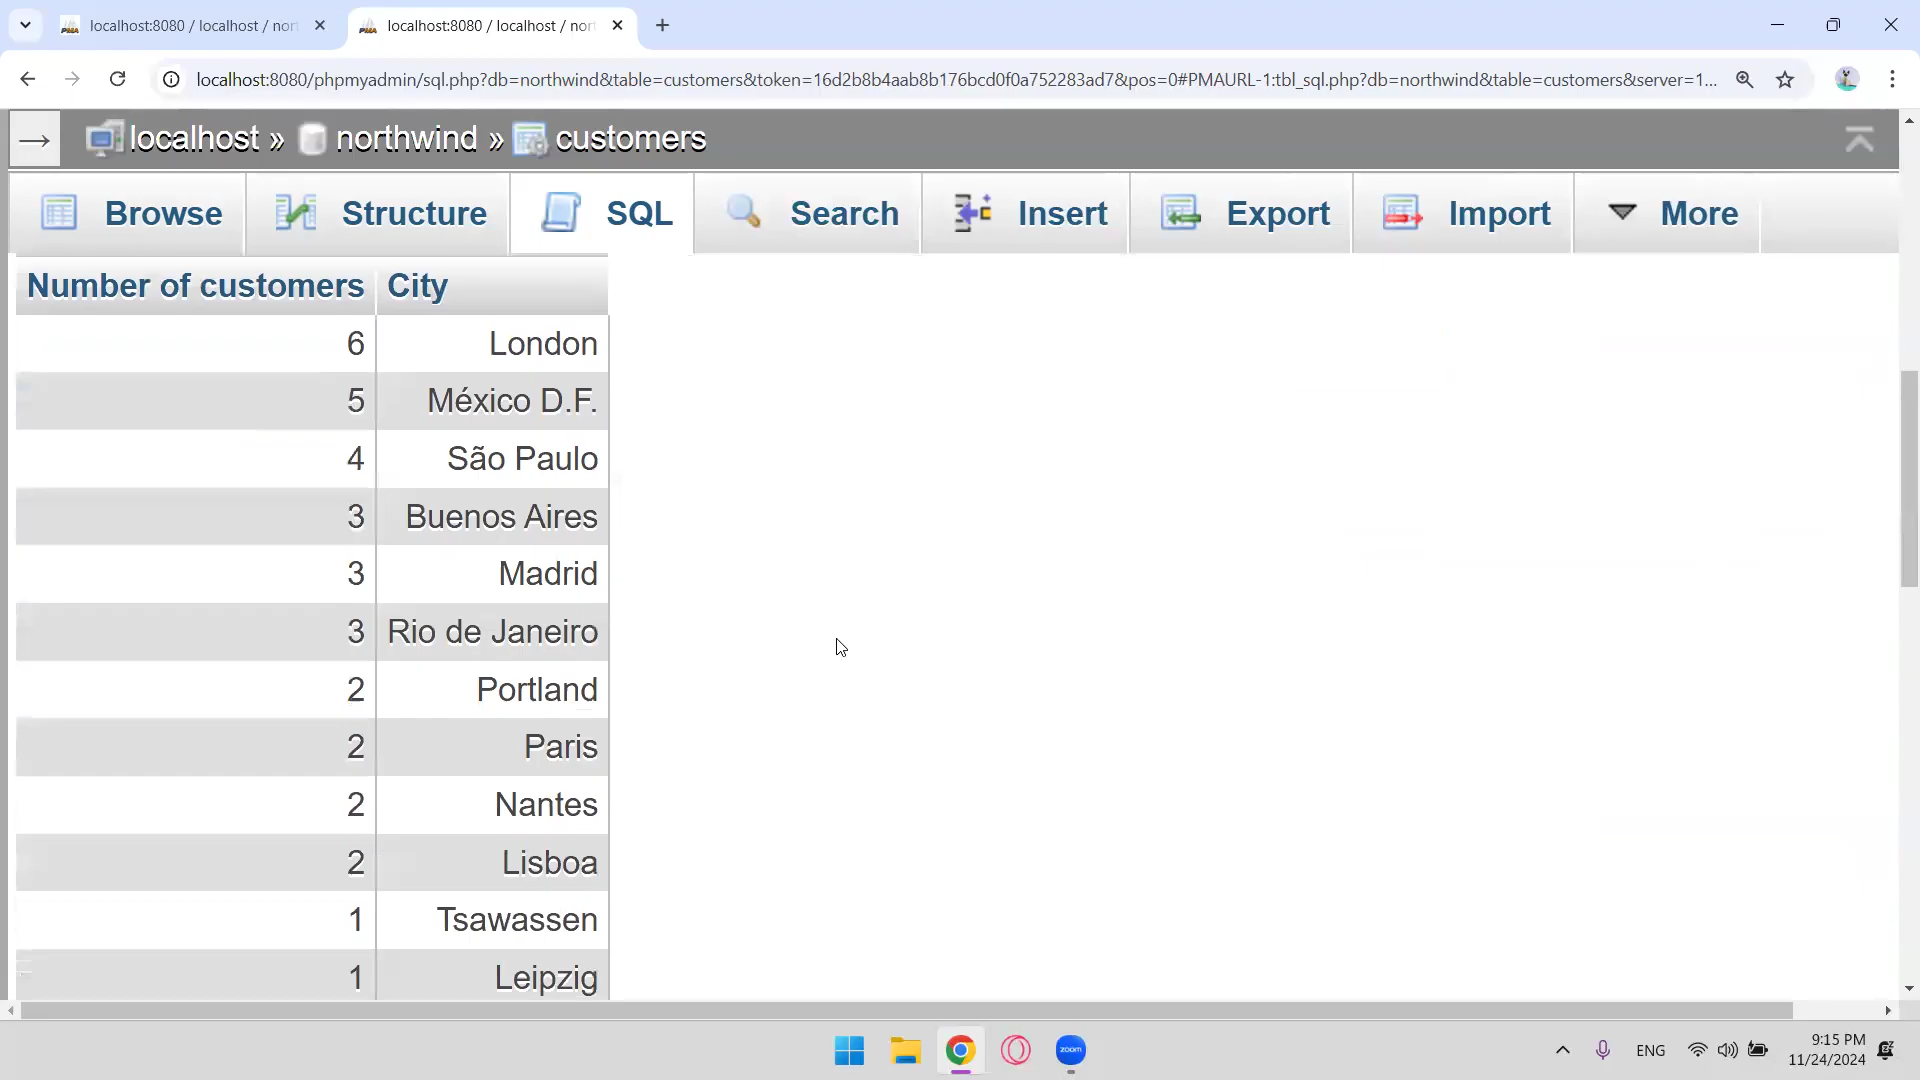 localhost:8080 / localhost / nor
localhost:8080 / localhost / nor
localhost:8080/phpmyadmin/sql.php?db=northwind&table=customers&token=16d2b8b4aab8b176bcd0f0a752283ad7&pos=0#PMAURL-1:tbl_sql.php?db=northwind&table=customers&server=1...
localhost » northwind » customers
Browse Structure SQL Search Insert Export Import More
Number of customers City
6 London
5 México D.F.
4 São Paulo
3 Buenos Aires
3 Madrid
3 Rio de Janeiro
2 Portland
2 Paris
2 Nantes
2 Lisboa
1 Tsawassen
1 Leipzig
zoom
ENG
9:15 PM
11/24/2024